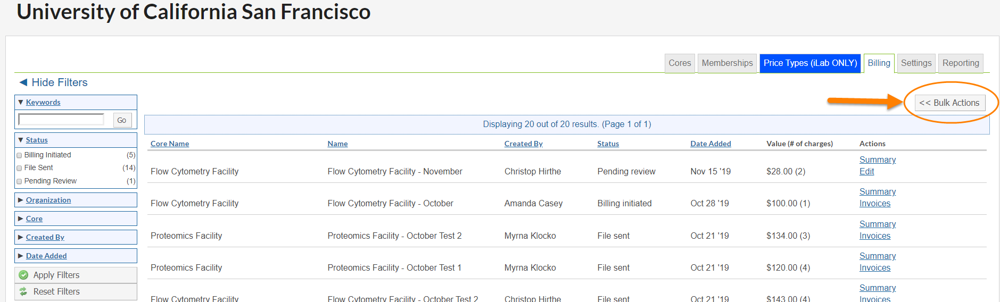 University of California San Francisco
Cores Memberships Price Types (iLab ONLY) Billing Settings Reporting
◀ Hide Filters
▼ Keywords
Go
<< Bulk Actions
Displaying 20 out of 20 results. (Page 1 of 1)
▼ Status
Billing Initiated (5)
File Sent (14)
Pending Review (1)
▶ Organization
▶ Core
▶ Created By
▶ Date Added
Apply Filters
Reset Filters
Core Name Name Created By Status Date Added Value (# of charges) Actions
Summary
Flow Cytometry Facility Flow Cytometry Facility - November Christop Hirthe Pending review Nov 15 '19 $28.00 (2) Edit
Summary
Flow Cytometry Facility Flow Cytometry Facility - October Amanda Casey Billing initiated Oct 28 '19 $100.00 (1) Invoices
Summary
Proteomics Facility Proteomics Facility - October Test 2 Myrna Klocko File sent Oct 21 '19 $134.00 (3) Invoices
Summary
Proteomics Facility Proteomics Facility - October Test 1 Myrna Klocko File sent Oct 21 '19 $120.00 (4) Invoices
Summary
Flow Cytometry Facility Flow Cytometry Facility - October Test 2 Christop Hirthe File sent Oct 21 '19 $143.00 (4) Invoices